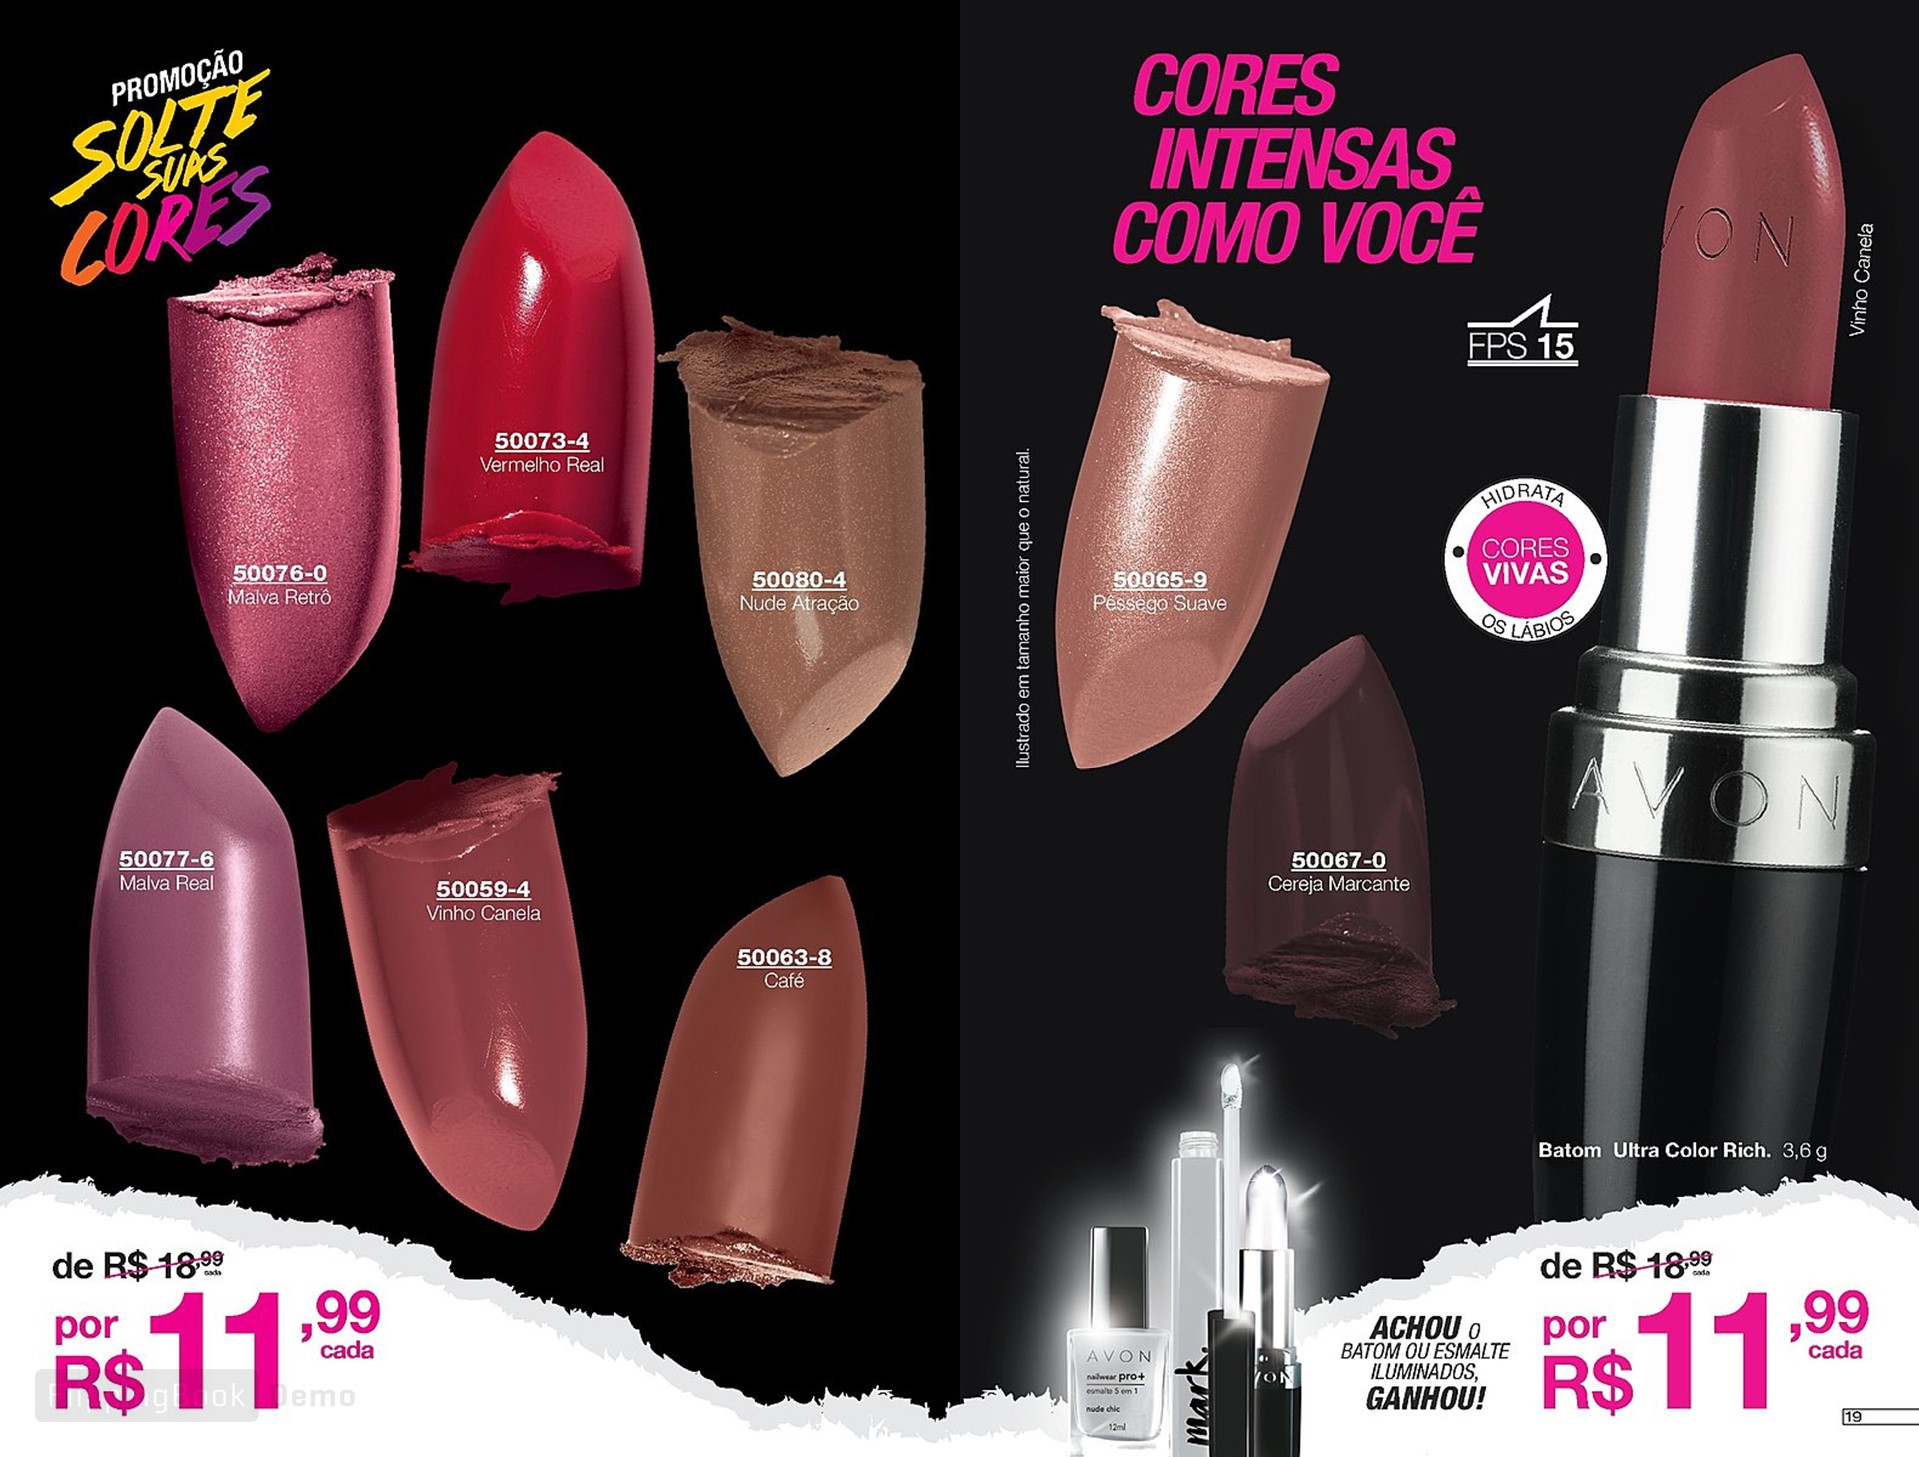 PROMOÇÃO
SOLTE
SUAS
CORES
50076-0
Malva Retrô
50073-4
Vermelho Real
50080-4
Nude Atração
50077-6
Malva Real
50059-4
Vinho Canela
50063-8
Café
de R$ 18,99
cada
por
R$ 11,99
cada
FlippingBook Demo
CORES
INTENSAS
COMO VOCÊ
FPS 15
VON
Vinho Canela
Ilustrado em tamanho maior que o natural.
50065-9
Pêssego Suave
HIDRATA
CORES
VIVAS
OS LÁBIOS
50067-0
Cereja Marcante
AVON
Batom Ultra Color Rich. 3,6 g
AVON
nailwear pro+
esmalte 5 em 1
nude chic
12ml
mark.
VON
ACHOU O
BATOM OU ESMALTE
ILUMINADOS,
GANHOU!
de R$ 18,99
cada
por
R$ 11,99
cada
19